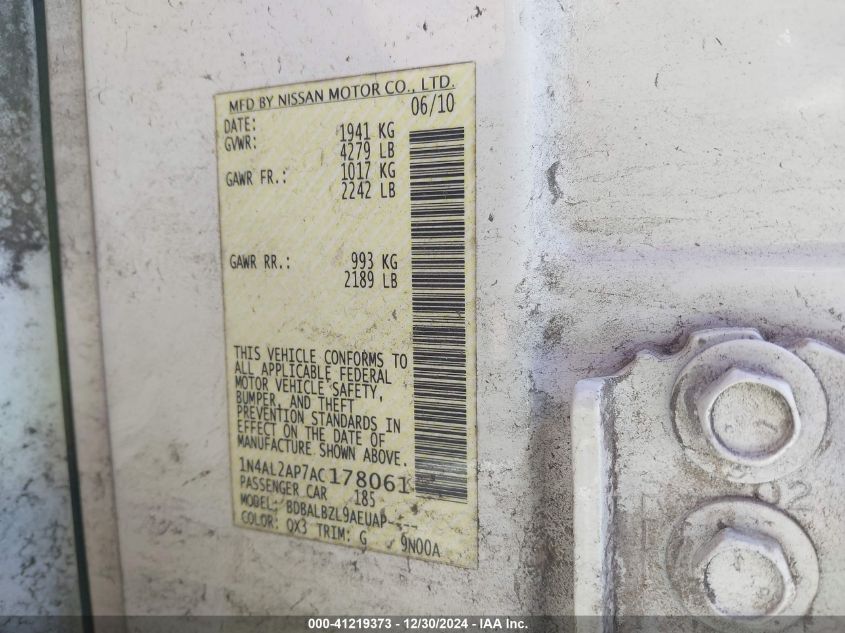 MFD BY NISSAN MOTOR CO., LTD.
DATE: 06/10
GVWR: 1941 KG
4279 LB
GAWR FR.: 1017 KG
2242 LB
GAWR RR.: 993 KG
2189 LB
THIS VEHICLE CONFORMS TO
ALL APPLICABLE FEDERAL
MOTOR VEHICLE SAFETY,
BUMPER, AND THEFT
PREVENTION STANDARDS IN
EFFECT ON THE DATE OF
MANUFACTURE SHOWN ABOVE.
1N4AL2AP7AC178061
PASSENGER CAR 185
MODEL: BDBALBZL9AEUAP----
COLOR: QX3 TRIM: G 9N00A
000-41219373 - 12/30/2024 - IAA Inc.